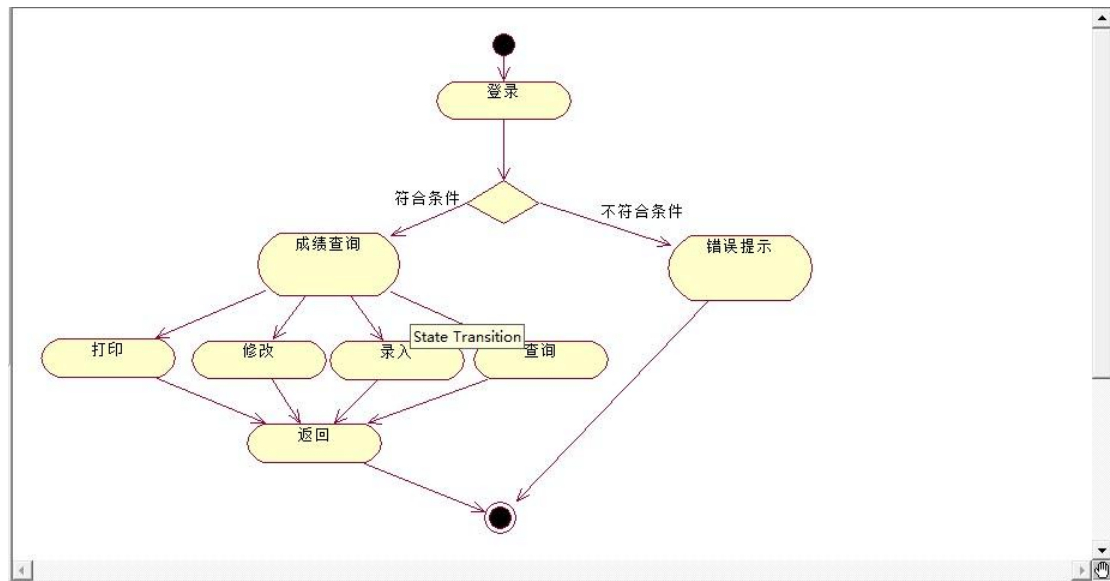 登录
符合条件
不符合条件
成绩查询
错误提示
State Transition
打印
修改
录入
查询
返回